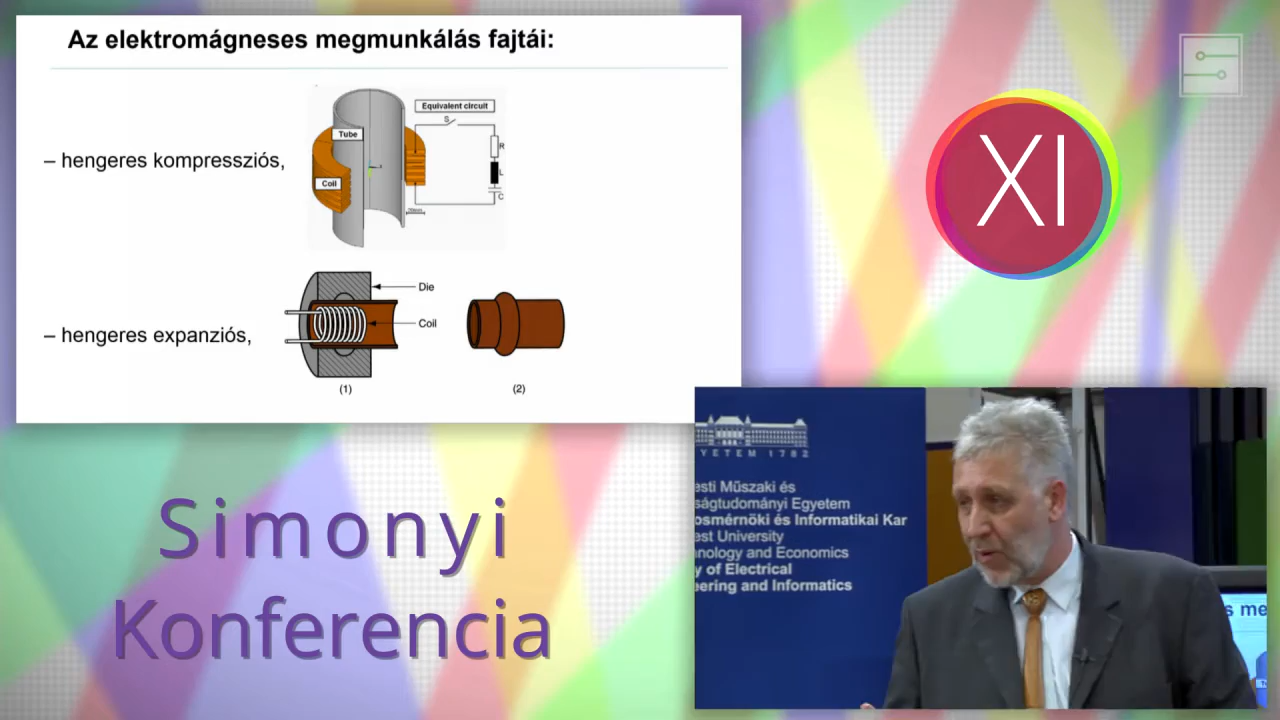 Az elektromágneses megmunkálás fajtái:
– hengeres kompressziós,
Tube
Coil
Equivalent circuit
S
R
L
C
– hengeres expanziós,
Die
Coil
(1)
(2)
XI
Simonyi
Konferencia
YETEM 1782
esti Műszaki és
ságtudományi Egyetem
osmérnöki és Informatikai Kar
est University
hnology and Economics
y of Electrical
eering and Informatics
s me